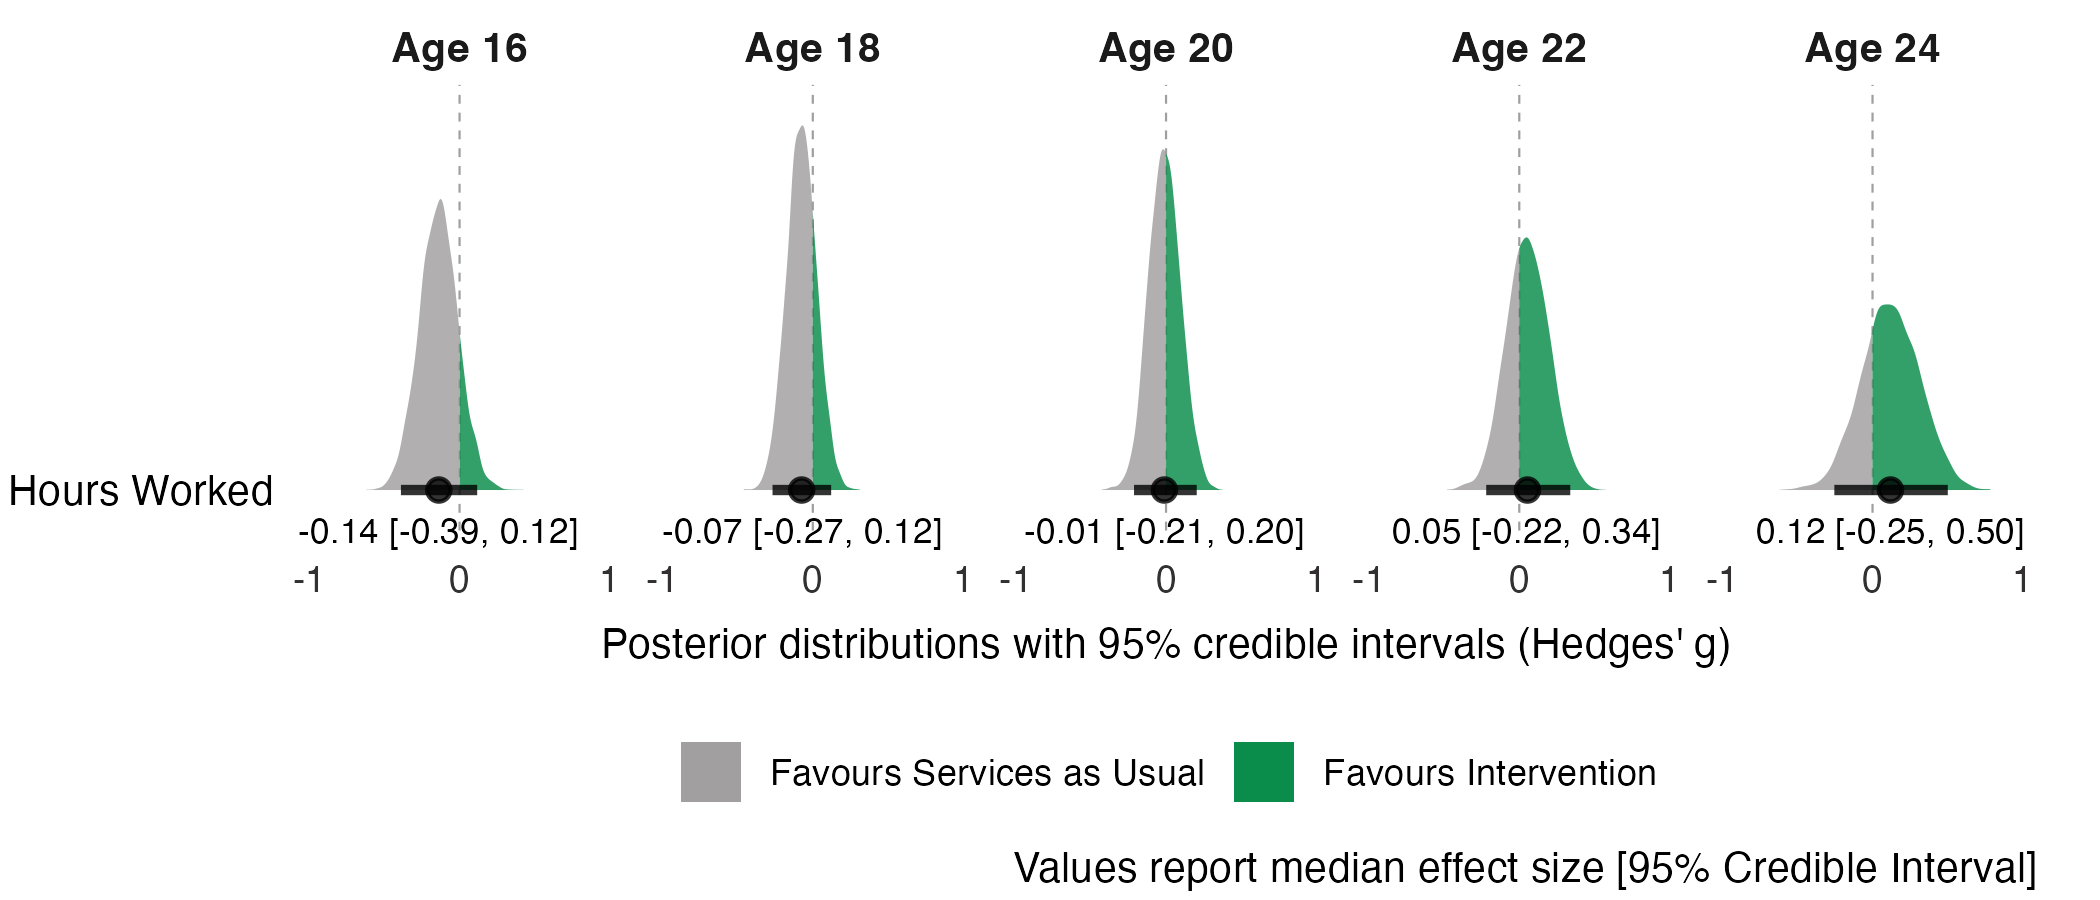 Age 16 Age 18 Age 20 Age 22 Age 24
Hours Worked
-0.14 [-0.39, 0.12] -0.07 [-0.27, 0.12] -0.01 [-0.21, 0.20] 0.05 [-0.22, 0.34] 0.12 [-0.25, 0.50]
-1 0 1 -1 0 1 -1 0 1 -1 0 1 -1 0 1
Posterior distributions with 95% credible intervals (Hedges' g)
Favours Services as Usual Favours Intervention
Values report median effect size [95% Credible Interval]